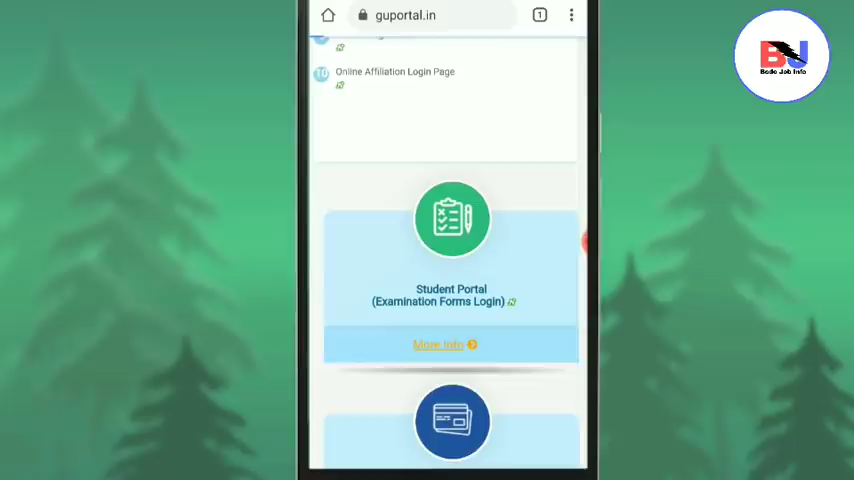 guportal.in
1
10
Online Affiliation Login Page
Student Portal
(Examination Forms Login)
More Info
BJ
Bodo Job Info